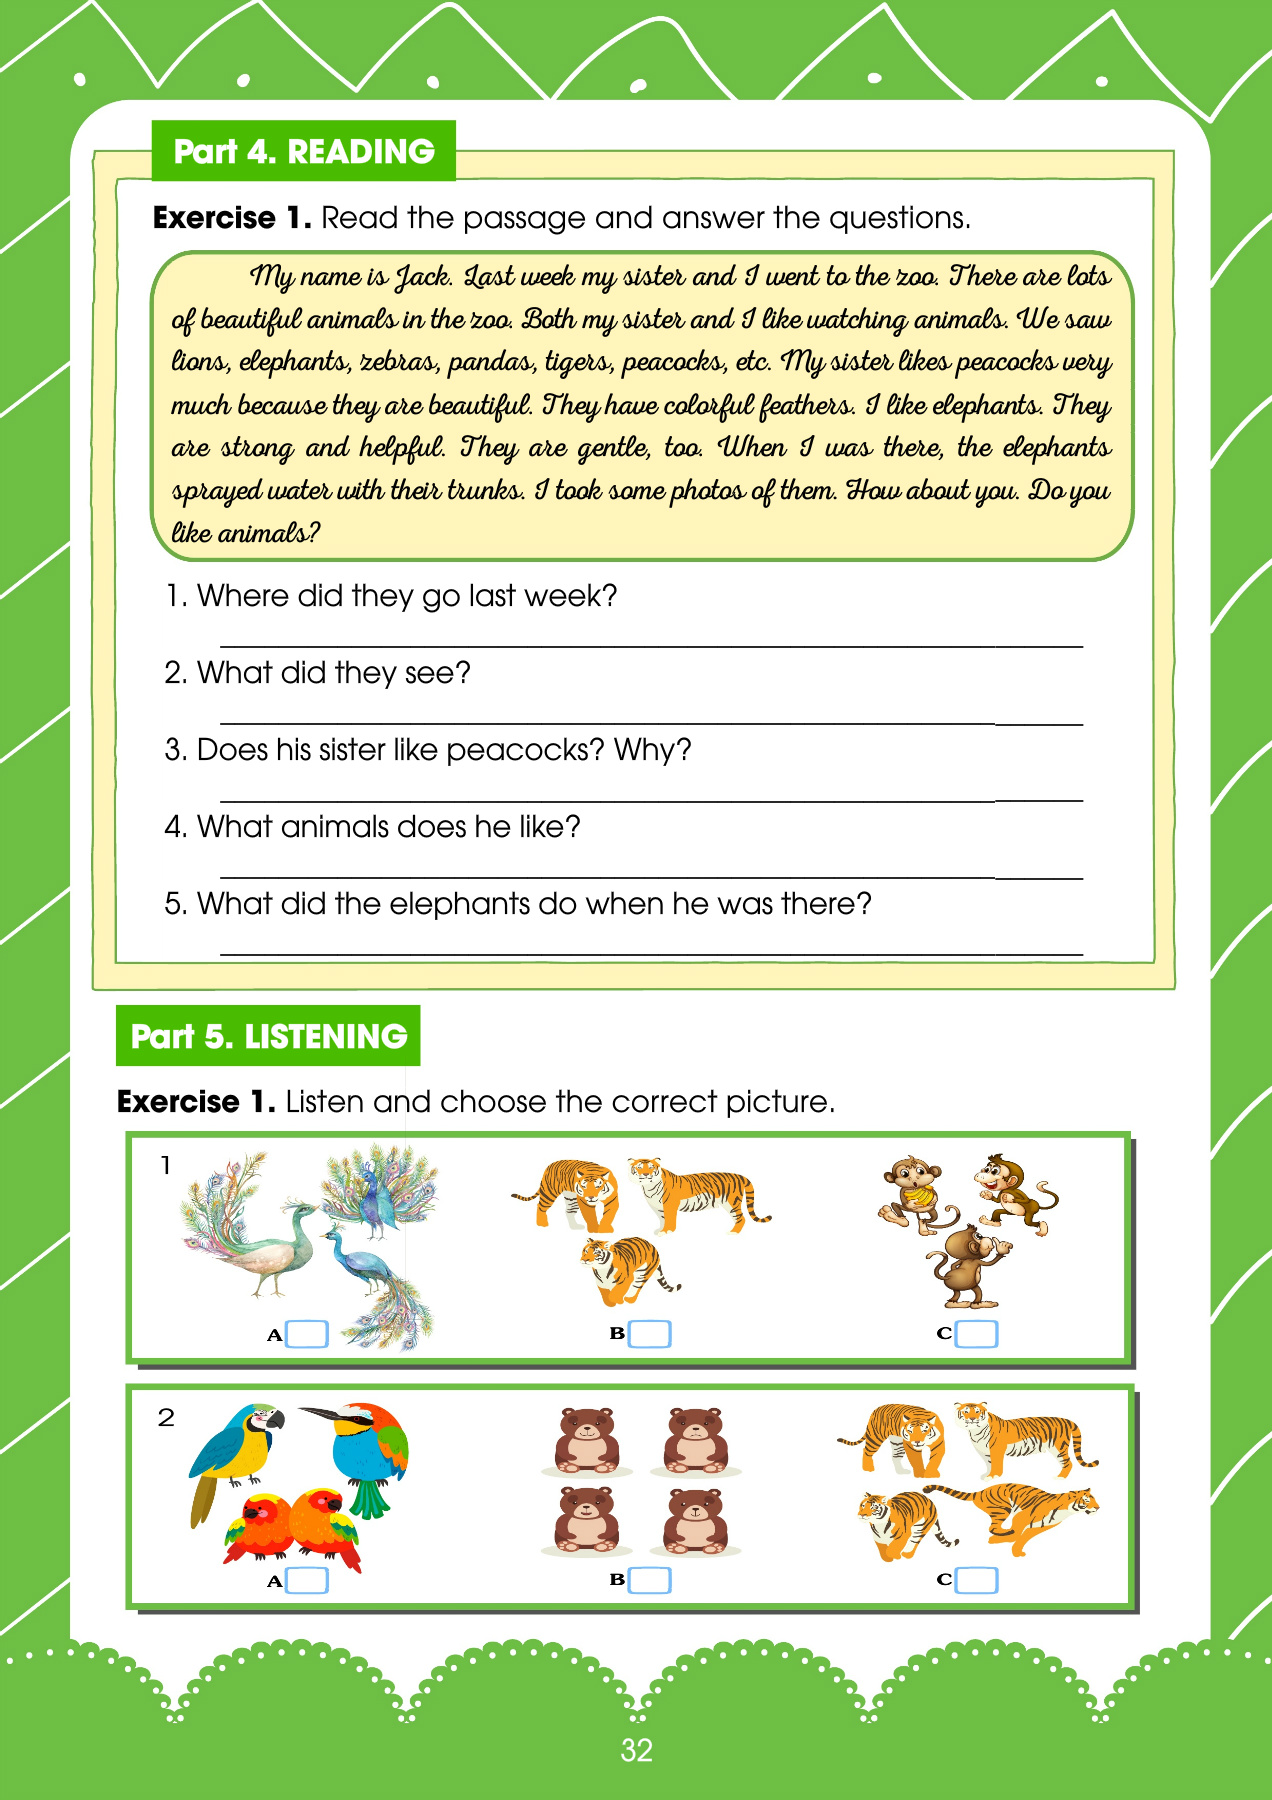 Part 4. READING
Exercise 1. Read the passage and answer the questions.
My name is Jack. Last week my sister and I went to the zoo. There are lots
of beautiful animals in the zoo. Both my sister and I like watching animals. We saw
lions, elephants, zebras, pandas, tigers, peacocks, etc. My sister likes peacocks very
much because they are beautiful. They have colorful feathers. I like elephants. They
are strong and helpful. They are gentle, too. When I was there, the elephants
sprayed water with their trunks. I took some photos of them. How about you. Do you
like animals?
1. Where did they go last week?
2. What did they see?
3. Does his sister like peacocks? Why?
4. What animals does he like?
5. What did the elephants do when he was there?
Part 5. LISTENING
Exercise 1. Listen and choose the correct picture.
1
A B C
2
A B C
32